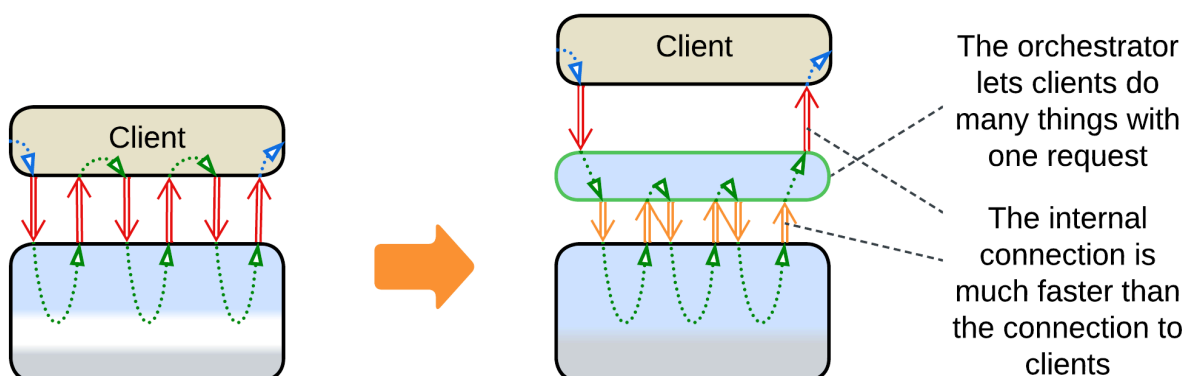 Client
Client
The orchestrator
lets clients do
many things with
one request
The internal
connection is
much faster than
the connection to
clients